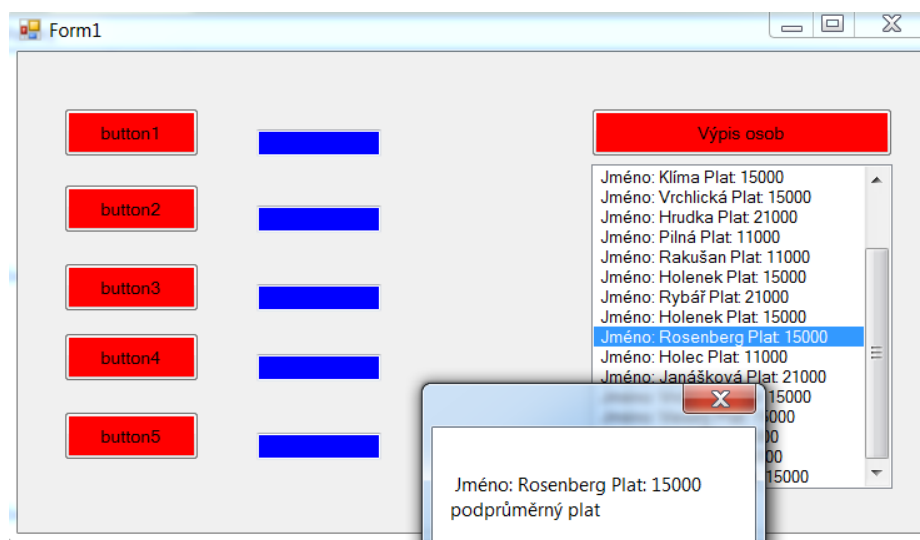 Form1
button1
button2
button3
button4
button5
Výpis osob
Jméno: Klíma Plat: 15000
Jméno: Vrchlická Plat: 15000
Jméno: Hrudka Plat: 21000
Jméno: Pilná Plat: 11000
Jméno: Rakušan Plat: 11000
Jméno: Holenek Plat: 15000
Jméno: Rybář Plat: 21000
Jméno: Holenek Plat: 15000
Jméno: Rosenberg Plat: 15000
Jméno: Holec Plat: 11000
Jméno: Janášková Plat: 21000
15000
15000
Jméno: Rosenberg Plat: 15000
podprůměrný plat